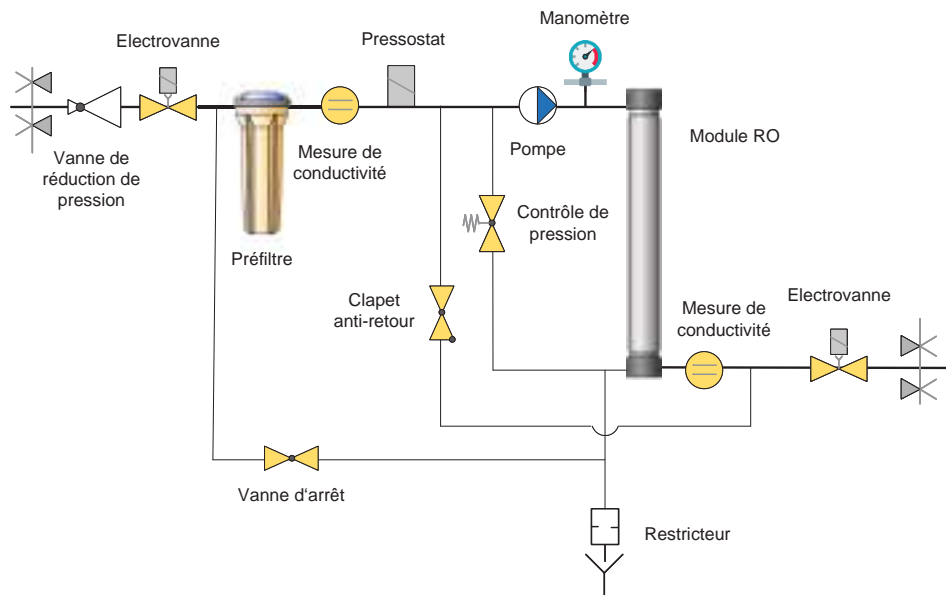 Manomètre
Electrovanne
Pressostat
Module RO
Pompe
Mesure de
conductivité
Vanne de
réduction de
pression
Contrôle de
pression
Préfiltre
Clapet
anti-retour
Electrovanne
Mesure de
conductivité
Vanne d‘arrêt
Restricteur